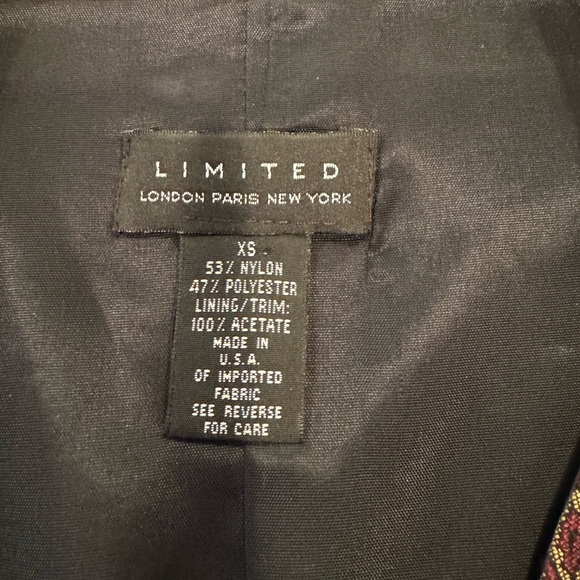 LIMITED
LONDON PARIS NEW YORK
XS
53% NYLON
47% POLYESTER
LINING/TRIM:
100% ACETATE
MADE IN
U.S.A.
OF IMPORTED
FABRIC
SEE REVERSE
FOR CARE